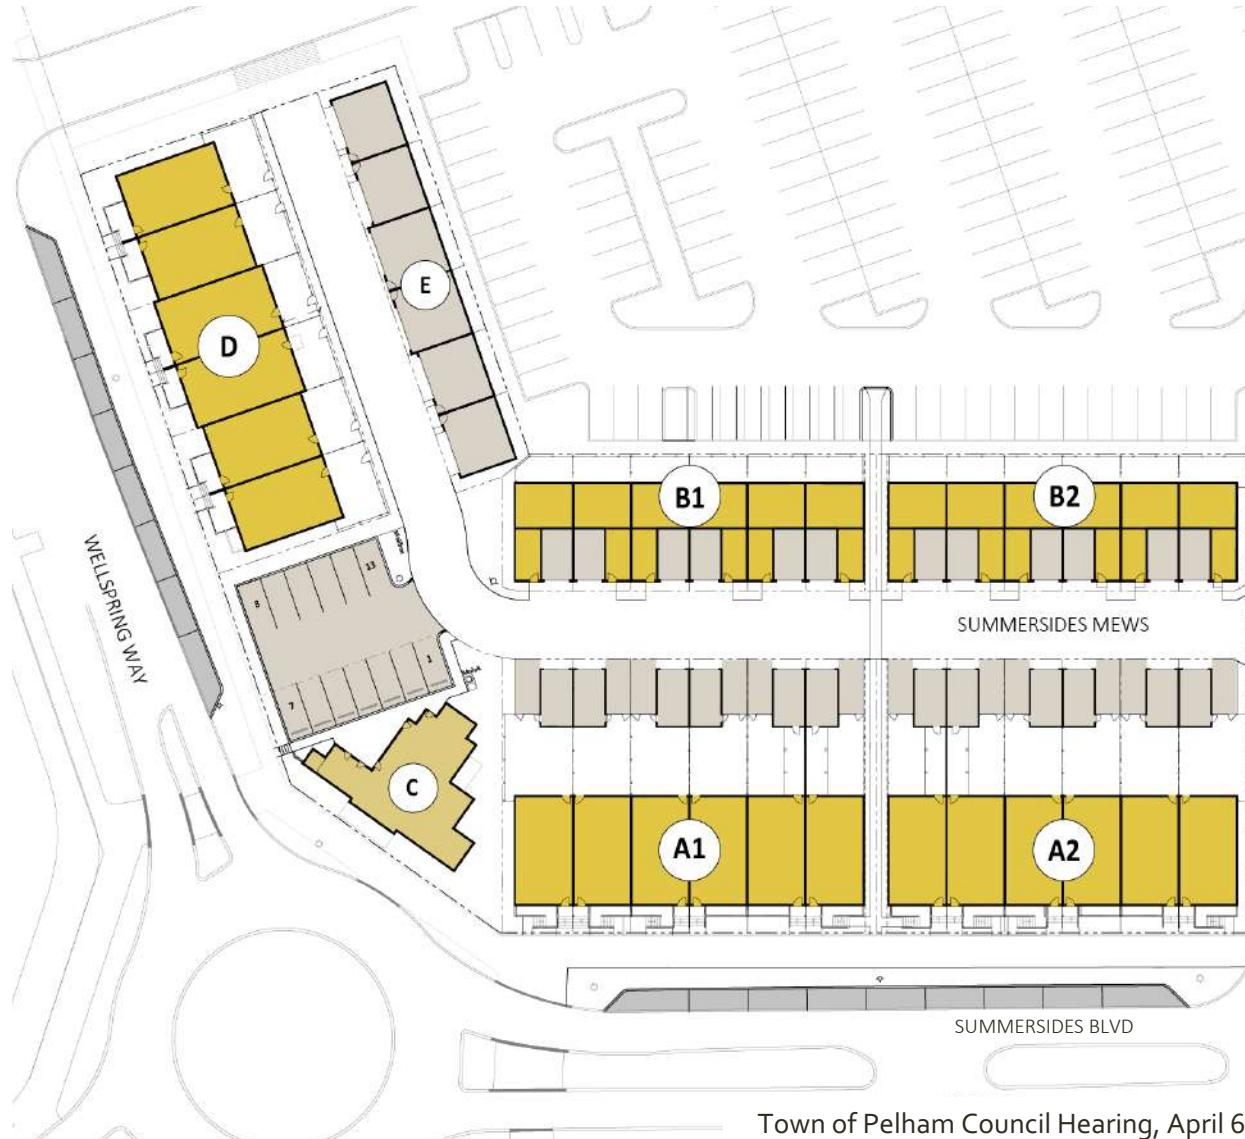 E
D
B1
B2
13
8
WELLSPRING WAY
SUMMERSIDES MEWS
1
7
C
A1
A2
SUMMERSIDES BLVD
Town of Pelham Council Hearing, April 6